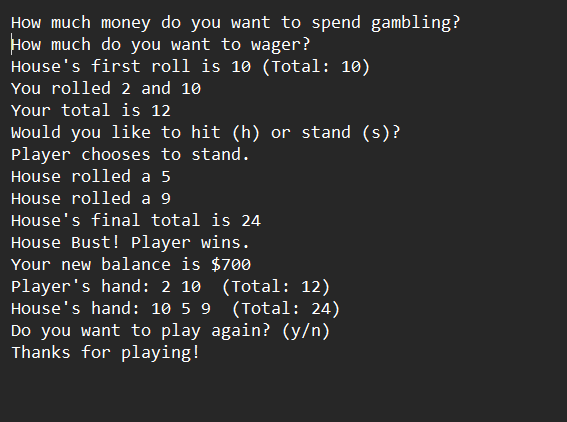 How much money do you want to spend gambling?
How much do you want to wager?
House's first roll is 10 (Total: 10)
You rolled 2 and 10
Your total is 12
Would you like to hit (h) or stand (s)?
Player chooses to stand.
House rolled a 5
House rolled a 9
House's final total is 24
House Bust! Player wins.
Your new balance is $700
Player's hand: 2 10  (Total: 12)
House's hand: 10 5 9  (Total: 24)
Do you want to play again? (y/n)
Thanks for playing!